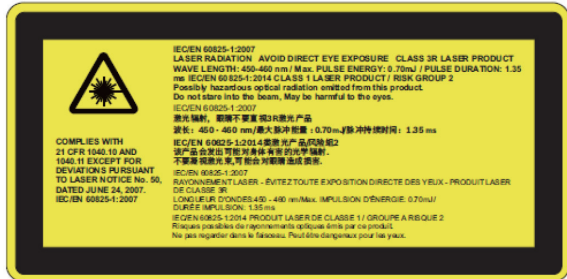 COMPLIES WITH
21 CFR 1040.10 AND
1040.11 EXCEPT FOR
DEVIATIONS PURSUANT
TO LASER NOTICE No. 50,
DATED JUNE 24, 2007.
IEC/EN 60825-1:2007
IEC/EN 60825-1:2007
LASER RADIATION AVOID DIRECT EYE EXPOSURE CLASS 3R LASER PRODUCT
WAVE LENGTH: 450-460 nm / Max. PULSE ENERGY: 0.70mJ / PULSE DURATION: 1.35
ms IEC/EN 60825-1:2014 CLASS 1 LASER PRODUCT / RISK GROUP 2
Possibly hazardous optical radiation emitted from this product.
Do not stare into the beam, May be harmful to the eyes.
IEC/EN 60825-1:2007
激光辐射, 眼睛不要直视3R激光产品
波长: 450 - 460 nm/最大脉冲能量: 0.70mJ/脉冲持续时间: 1.35 ms
IEC/EN 60825-1:2014类激光产品/风险组2
该产品会发出可能对身体有害的光学辐射.
不要凝视激光束,可能会对眼睛造成损害.
IEC/EN 60825-1:2007
RAYONNEMENT LASER - ÉVITEZ TOUTE EXPOSITION DIRECTE DES YEUX - PRODUIT LASER
DE CLASSE 3R
LONGUEUR D'ONDES:450 - 460 nm/Max. IMPULSION D'ÉNERGIE: 0.70mJ/
DURÉE IMPULSION: 1.35 ms
IEC/EN 60825-1:2014 PRODUIT LASER DE CLASSE 1 / GROUPE A RISQUE 2
Risques possibles de rayonnements optiques émis par ce produit.
Ne pas regarder dans le faisceau. Peut être dangereux pour les yeux.